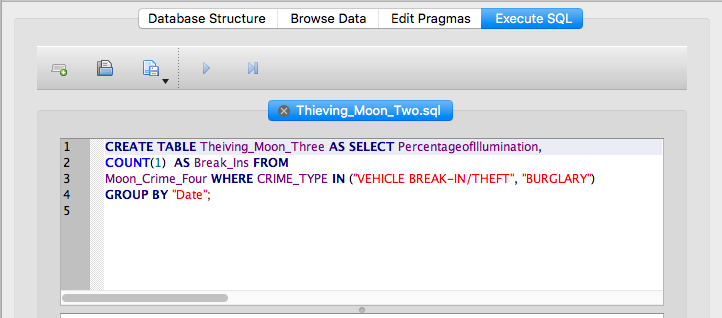 Database Structure Browse Data Edit Pragmas Execute SQL
Thieving_Moon_Two.sql
1 CREATE TABLE Theiving_Moon_Three AS SELECT PercentageofIllumination,
2 COUNT(1)  AS Break_Ins FROM
3 Moon_Crime_Four WHERE CRIME_TYPE IN ("VEHICLE BREAK-IN/THEFT", "BURGLARY")
4 GROUP BY "Date";
5